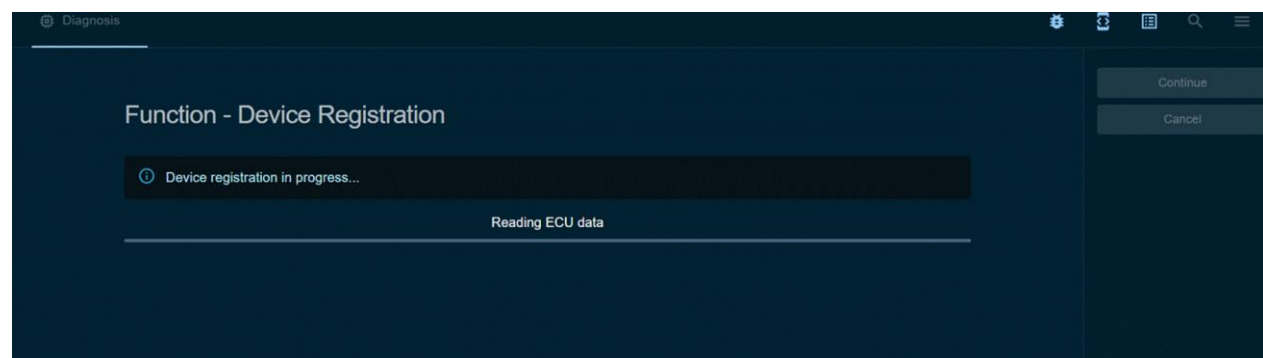 Diagnosis
Continue
Function - Device Registration
Cancel
Device registration in progress...
Reading ECU data